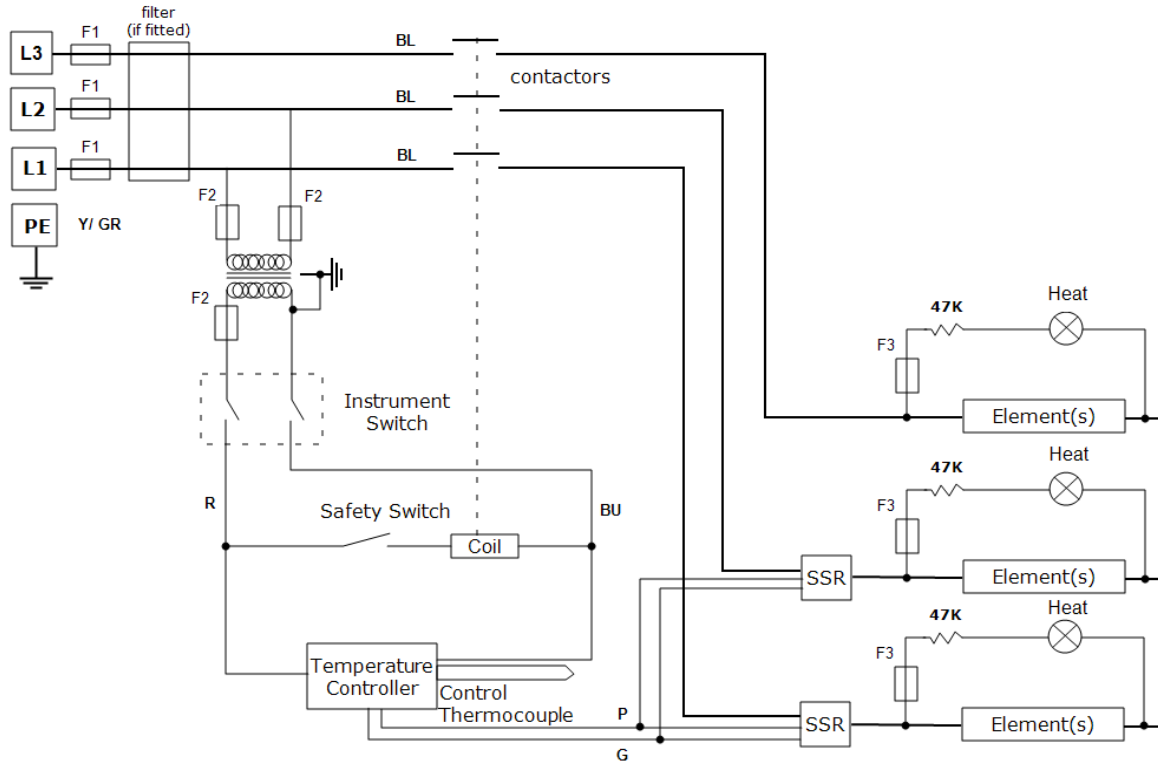 filter
(if fitted)
F1
L3
BL
contactors
F1
L2
BL
F1
L1
BL
PE
Y/ GR
F2
F2
F2
Instrument
Switch
R
Safety Switch
Coil
BU
Temperature
Controller
Control
Thermocouple
P
G
47K
Heat
F3
Element(s)
47K
Heat
F3
SSR
Element(s)
47K
Heat
F3
SSR
Element(s)